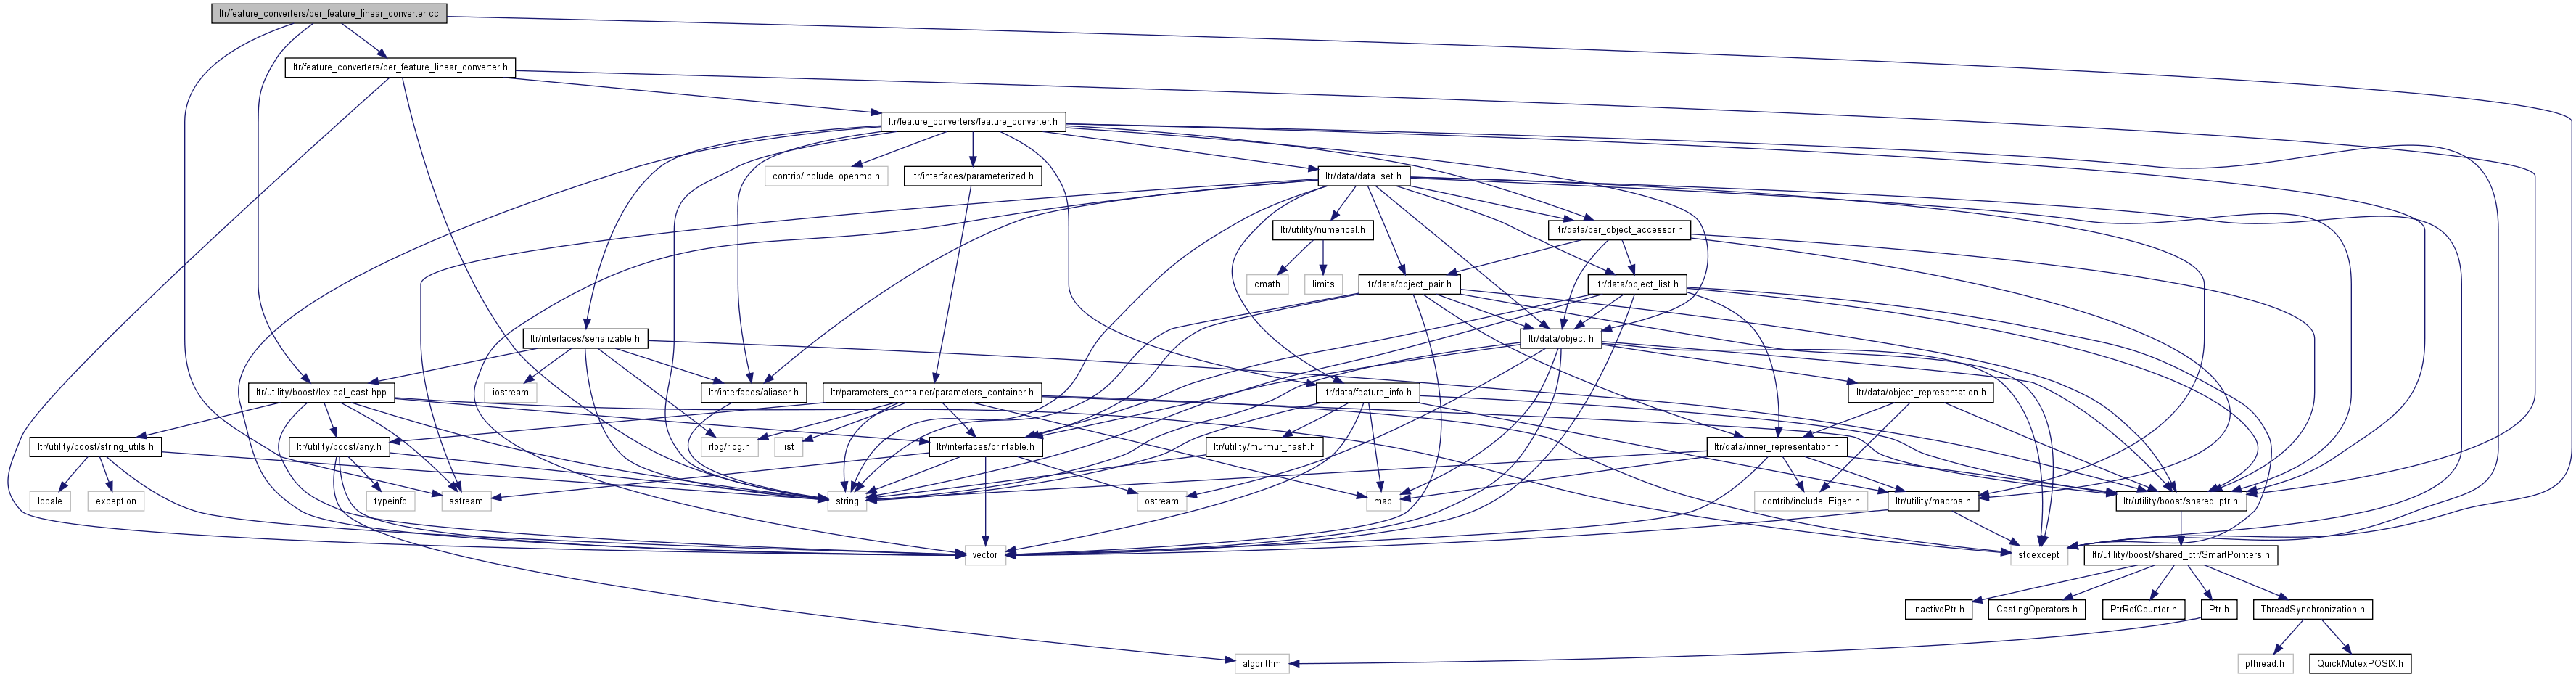 ltr/feature_converters/per_feature_linear_converter.cc
ltr/feature_converters/per_feature_linear_converter.h
ltr/feature_converters/feature_converter.h
contrib/include_openmp.h
ltr/interfaces/parameterized.h
ltr/data/data_set.h
ltr/utility/numerical.h
ltr/data/per_object_accessor.h
cmath
limits
ltr/data/object_pair.h
ltr/data/object_list.h
ltr/interfaces/serializable.h
ltr/data/object.h
ltr/utility/boost/lexical_cast.hpp
iostream
ltr/interfaces/aliaser.h
ltr/parameters_container/parameters_container.h
ltr/data/feature_info.h
ltr/data/object_representation.h
ltr/utility/boost/string_utils.h
ltr/utility/boost/any.h
rlog/rlog.h
list
ltr/interfaces/printable.h
ltr/utility/murmur_hash.h
ltr/data/inner_representation.h
locale
exception
typeinfo
sstream
string
ostream
map
contrib/include_Eigen.h
ltr/utility/macros.h
ltr/utility/boost/shared_ptr.h
vector
stdexcept
ltr/utility/boost/shared_ptr/SmartPointers.h
InactivePtr.h
CastingOperators.h
PtrRefCounter.h
Ptr.h
ThreadSynchronization.h
algorithm
pthread.h
QuickMutexPOSIX.h